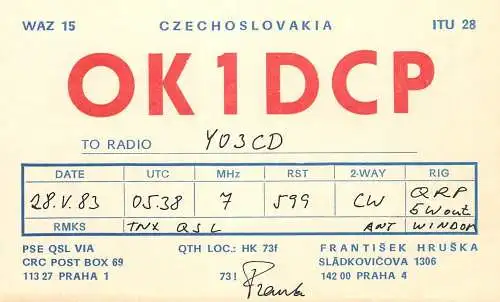 WAZ 15 CZECHOSLOVAKIA ITU 28
OK1DCP
TO RADIO YO3CD
DATE UTC MHz RST 2-WAY RIG
28.V.83 05.38 7 599 CW QRP 5W out
RMKS TNX QSL ANT WINDOM
PSE QSL VIA QTH LOC.: HK 73f FRANTIŠEK HRUŠKA
CRC POST BOX 69 SLÁDKOVIČOVA 1306
113 27 PRAHA 1 73! Franta 142 00 PRAHA 4